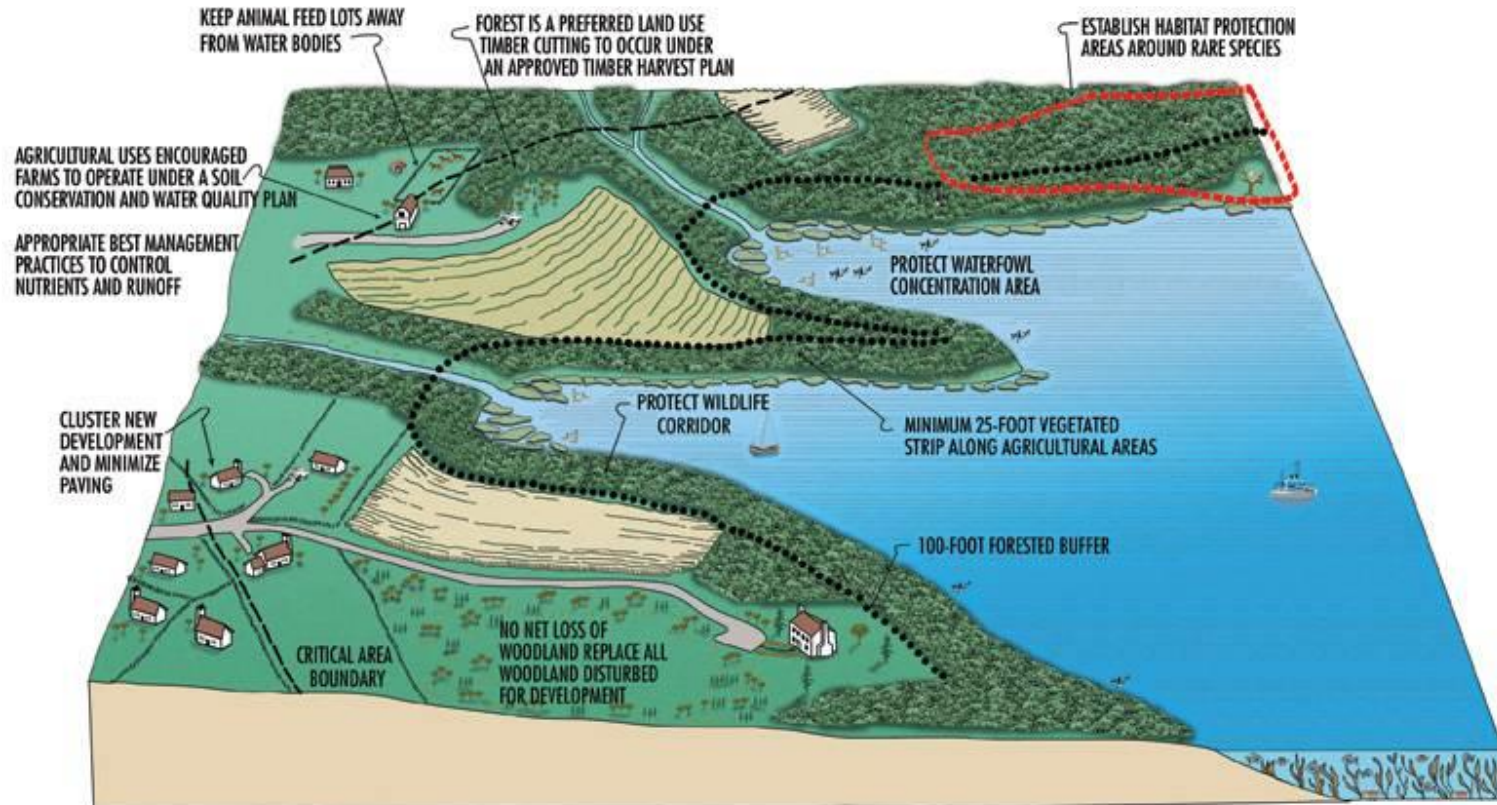 KEEP ANIMAL FEED LOTS AWAY
FROM WATER BODIES
FOREST IS A PREFERRED LAND USE
TIMBER CUTTING TO OCCUR UNDER
AN APPROVED TIMBER HARVEST PLAN
ESTABLISH HABITAT PROTECTION
AREAS AROUND RARE SPECIES
AGRICULTURAL USES ENCOURAGED
FARMS TO OPERATE UNDER A SOIL
CONSERVATION AND WATER QUALITY PLAN
APPROPRIATE BEST MANAGEMENT
PRACTICES TO CONTROL
NUTRIENTS AND RUNOFF
PROTECT WATERFOWL
CONCENTRATION AREA
CLUSTER NEW
DEVELOPMENT
AND MINIMIZE
PAVING
PROTECT WILDLIFE
CORRIDOR
MINIMUM 25-FOOT VEGETATED
STRIP ALONG AGRICULTURAL AREAS
100-FOOT FORESTED BUFFER
CRITICAL AREA
BOUNDARY
NO NET LOSS OF
WOODLAND REPLACE ALL
WOODLAND DISTURBED
FOR DEVELOPMENT